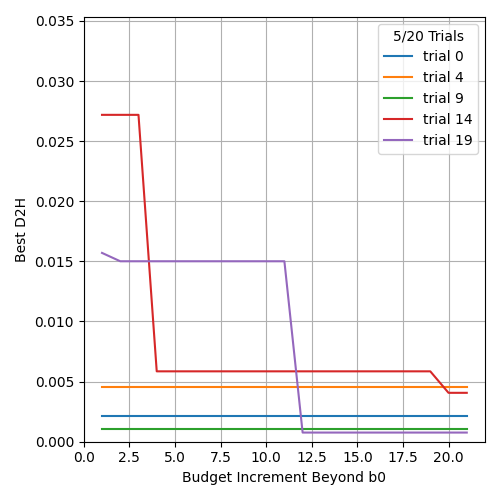 0.035
0.030
0.025
0.020
0.015
0.010
0.005
0.000
Best D2H
5/20 Trials
trial 0
trial 4
trial 9
trial 14
trial 19
0.0 2.5 5.0 7.5 10.0 12.5 15.0 17.5 20.0
Budget Increment Beyond b0